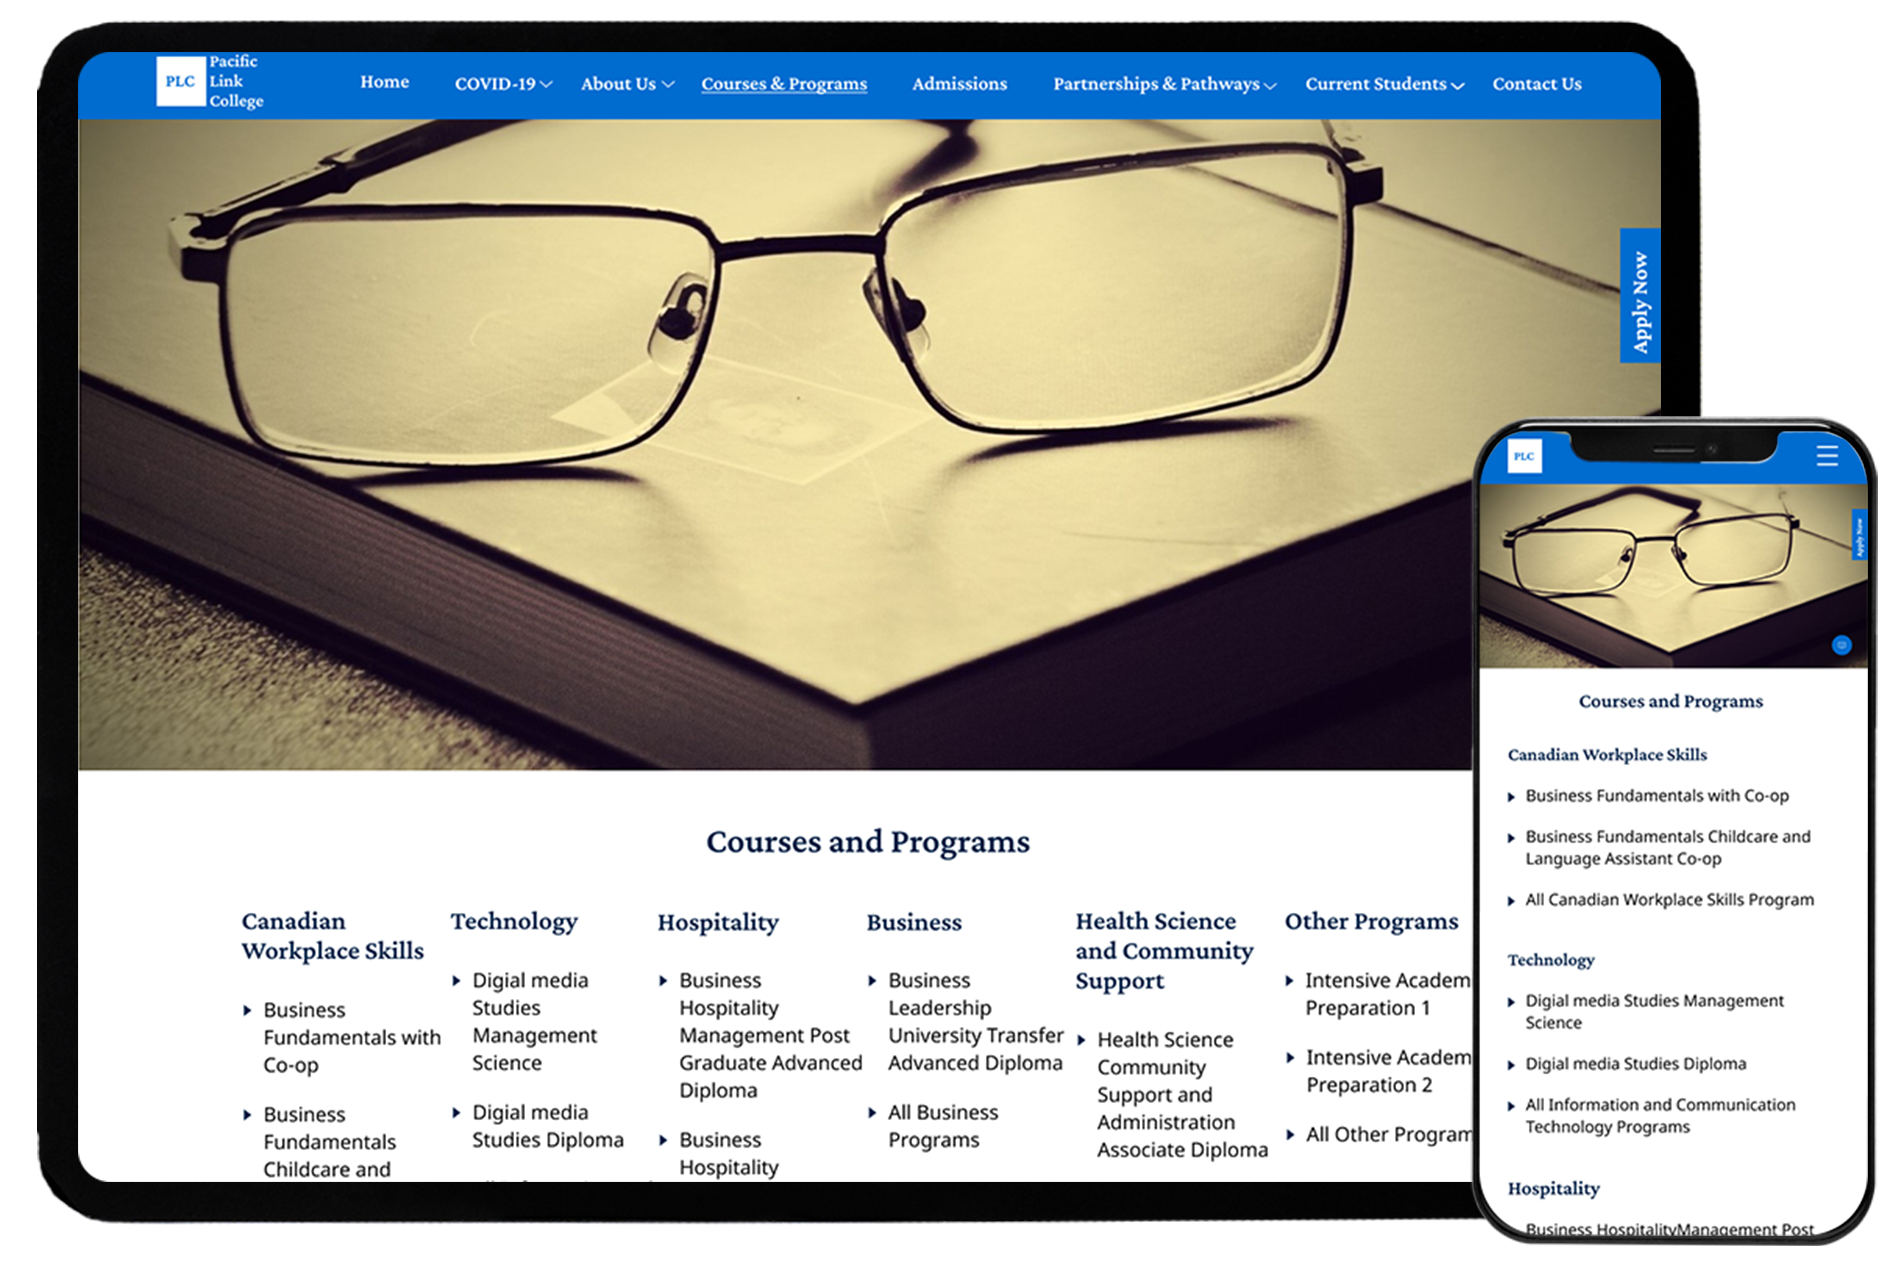 PLC
Pacific
Link
College
Home
COVID-19
About Us
Courses & Programs
Admissions
Partnerships & Pathways
Current Students
Contact Us
Apply Now
Courses and Programs
Canadian
Workplace Skills
Business
Fundamentals with
Co-op
Business
Fundamentals
Childcare and
Technology
Digial media
Studies
Management
Science
Digial media
Studies Diploma
Hospitality
Business
Hospitality
Management Post
Graduate Advanced
Diploma
Business
Hospitality
Business
Business
Leadership
University Transfer
Advanced Diploma
All Business
Programs
Health Science
and Community
Support
Health Science
Community
Support and
Administration
Associate Diploma
Other Programs
Intensive Academ
Preparation 1
Intensive Academ
Preparation 2
All Other Program
PLC
Apply Now
Courses and Programs
Canadian Workplace Skills
Business Fundamentals with Co-op
Business Fundamentals Childcare and
Language Assistant Co-op
All Canadian Workplace Skills Program
Technology
Digial media Studies Management
Science
Digial media Studies Diploma
All Information and Communication
Technology Programs
Hospitality
Business HospitalityManagement Post